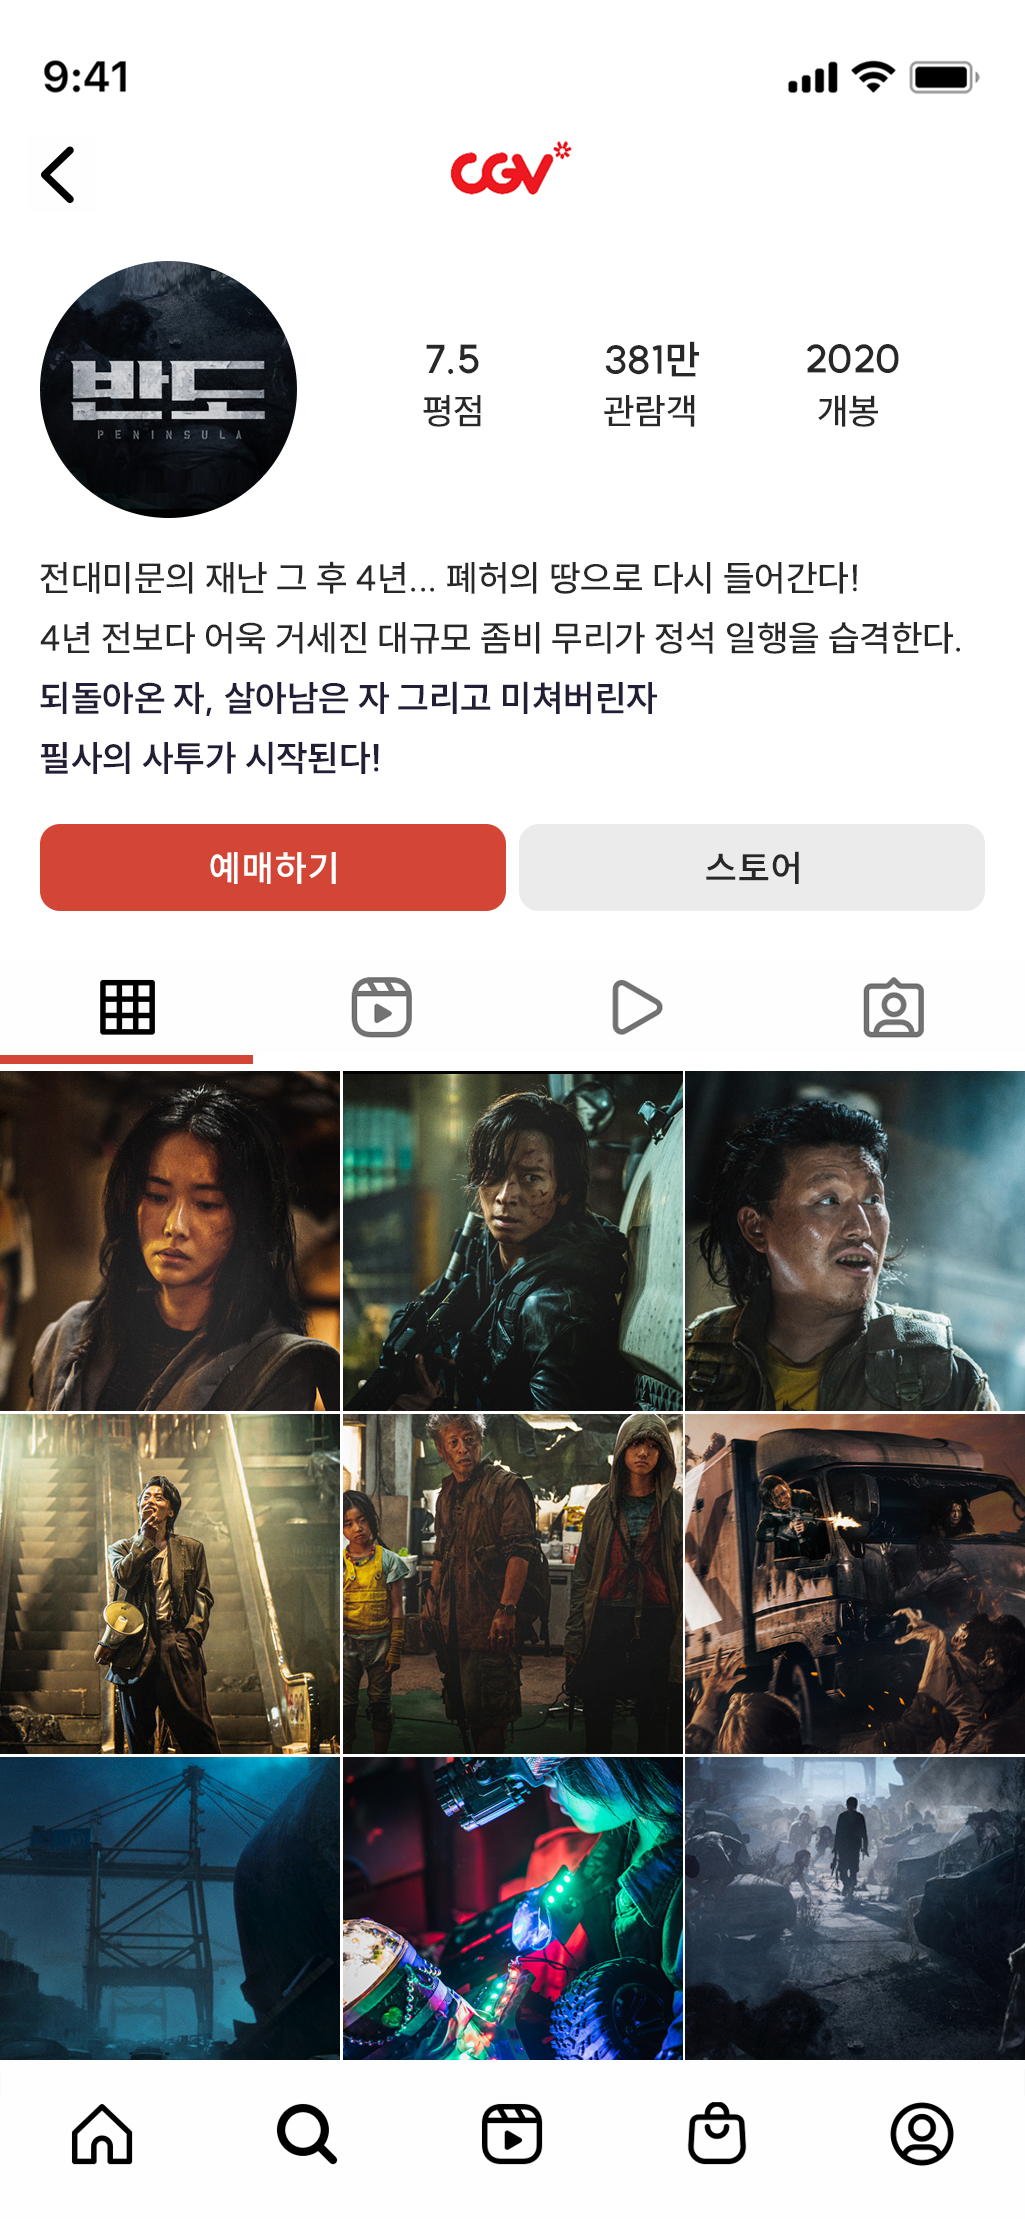 9:41
CGV
반도
PENINSULA
7.5
평점
381만
관람객
2020
개봉
전대미문의 재난 그 후 4년... 폐허의 땅으로 다시 들어간다!
4년 전보다 어욱 거세진 대규모 좀비 무리가 정석 일행을 습격한다.
되돌아온 자, 살아남은 자 그리고 미쳐버린자
필사의 사투가 시작된다!
예매하기
스토어